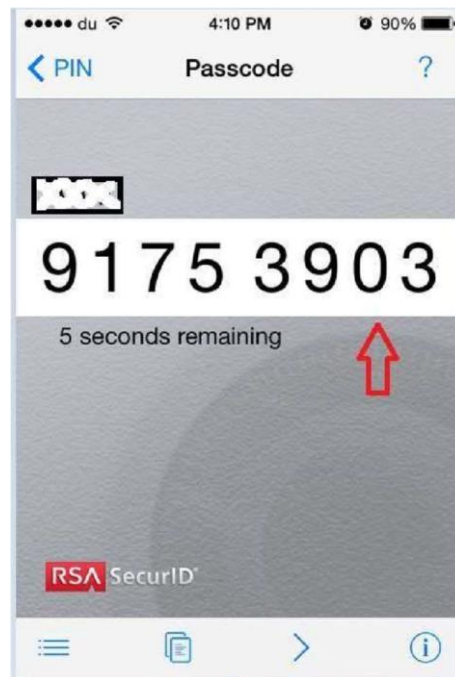 du 4:10 PM 90%
PIN Passcode ?
9175 3903
5 seconds remaining
RSA SecurID®